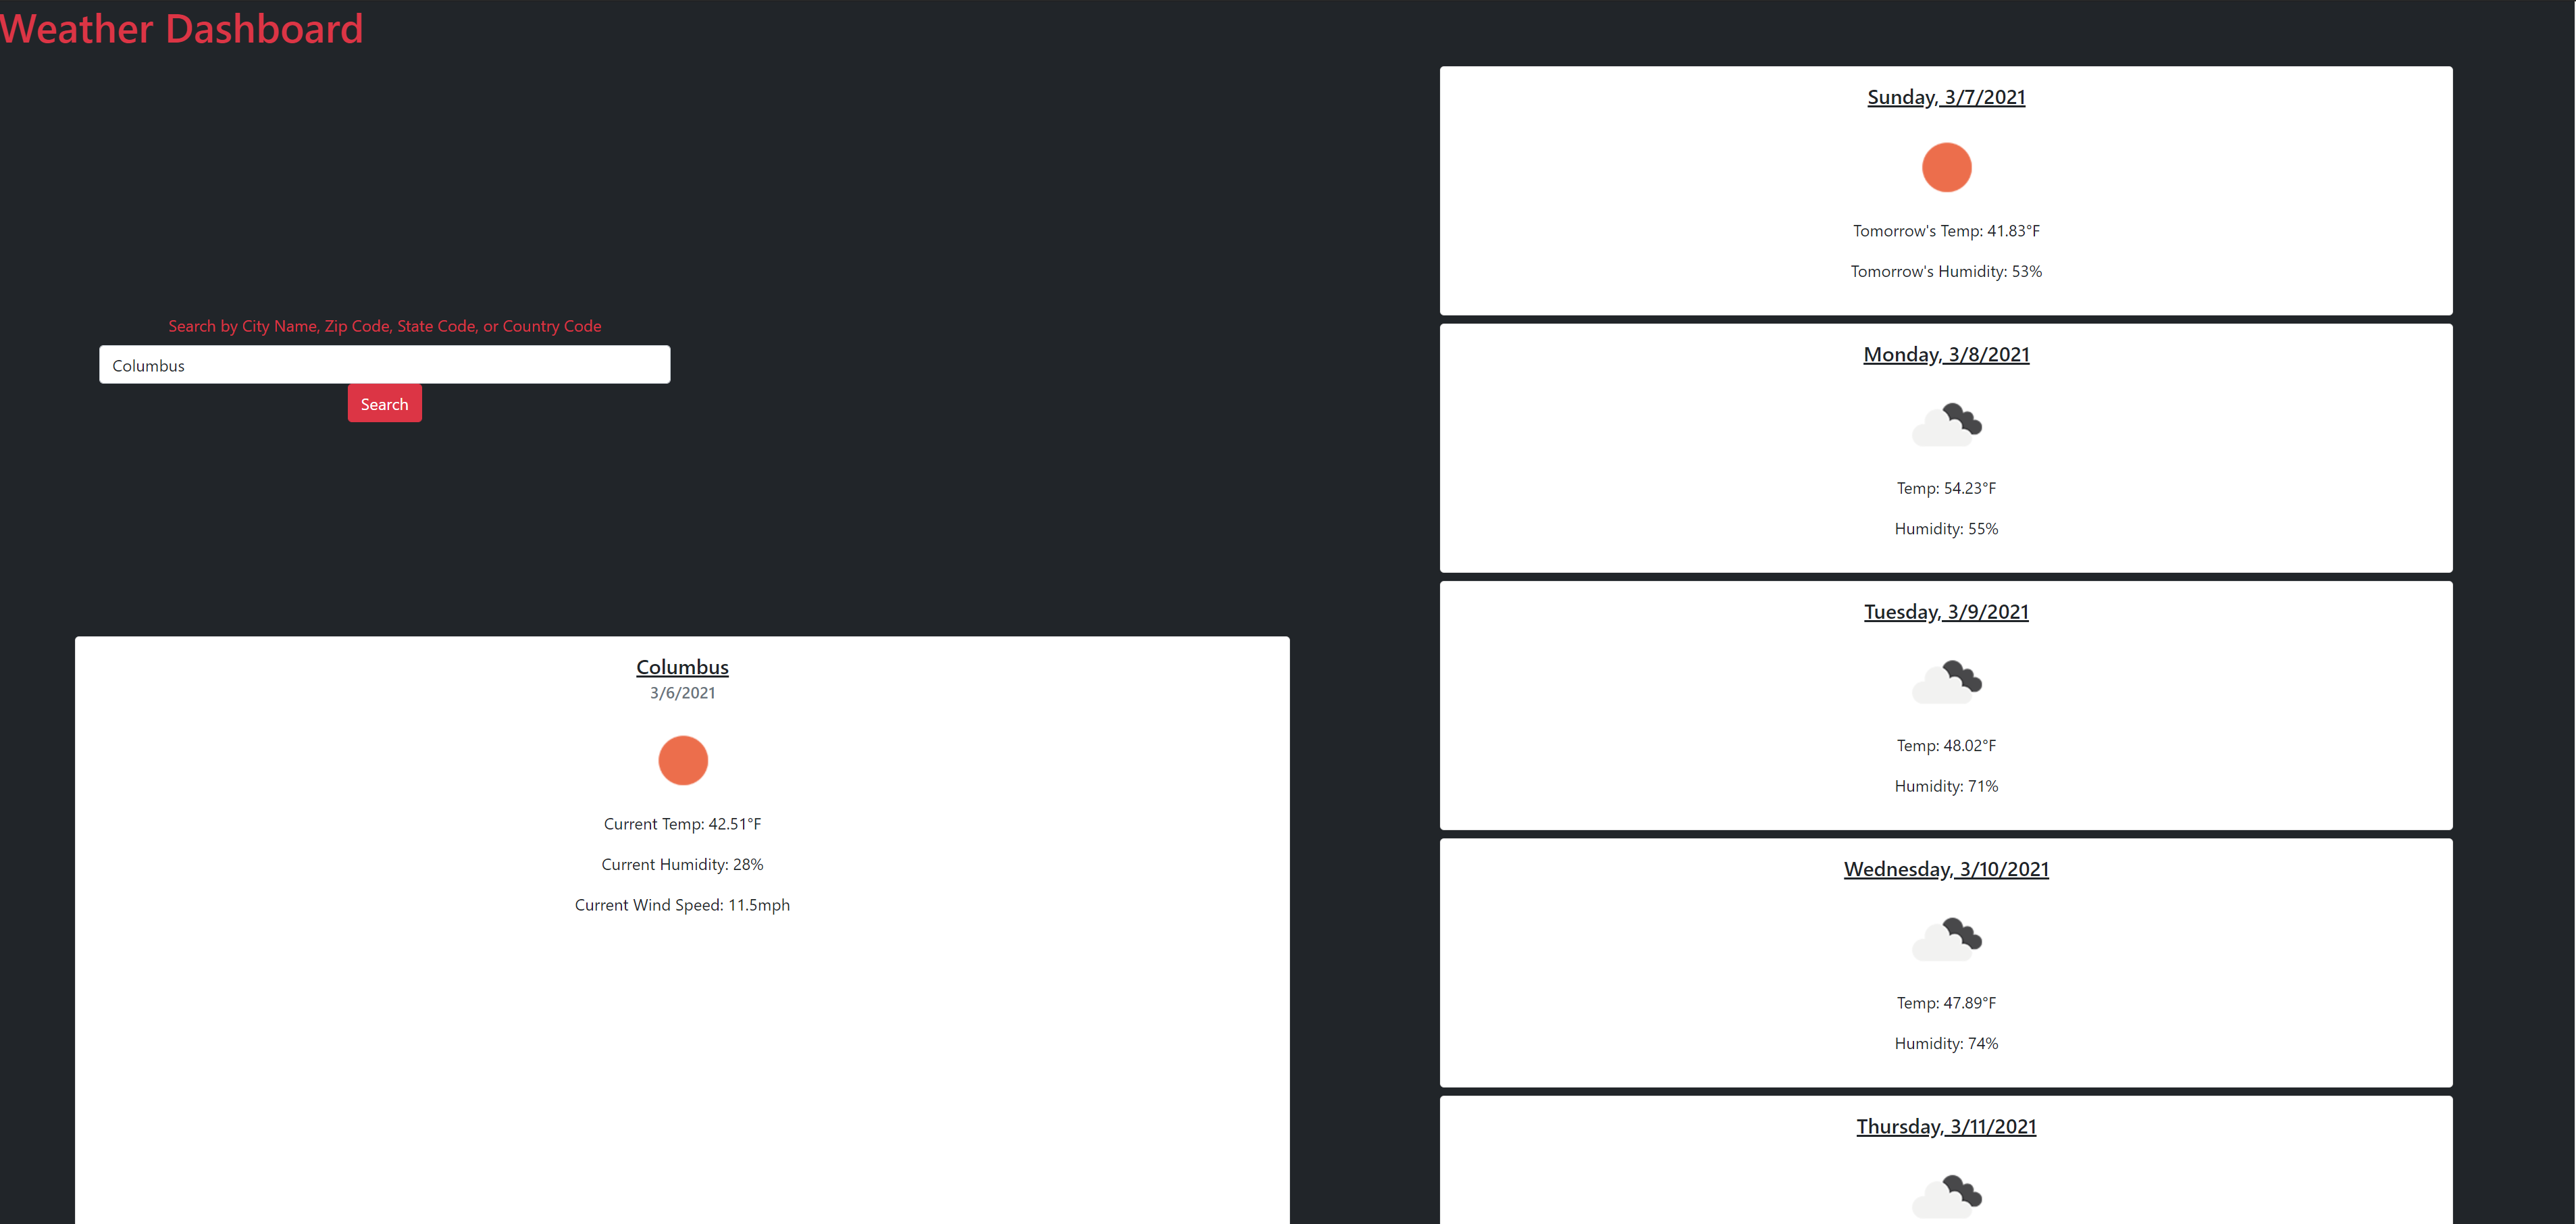 Weather Dashboard
Search by City Name, Zip Code, State Code, or Country Code
Columbus
Search
Columbus
3/6/2021
Current Temp: 42.51°F
Current Humidity: 28%
Current Wind Speed: 11.5mph
Sunday, 3/7/2021
Tomorrow's Temp: 41.83°F
Tomorrow's Humidity: 53%
Monday, 3/8/2021
Temp: 54.23°F
Humidity: 55%
Tuesday, 3/9/2021
Temp: 48.02°F
Humidity: 71%
Wednesday, 3/10/2021
Temp: 47.89°F
Humidity: 74%
Thursday, 3/11/2021